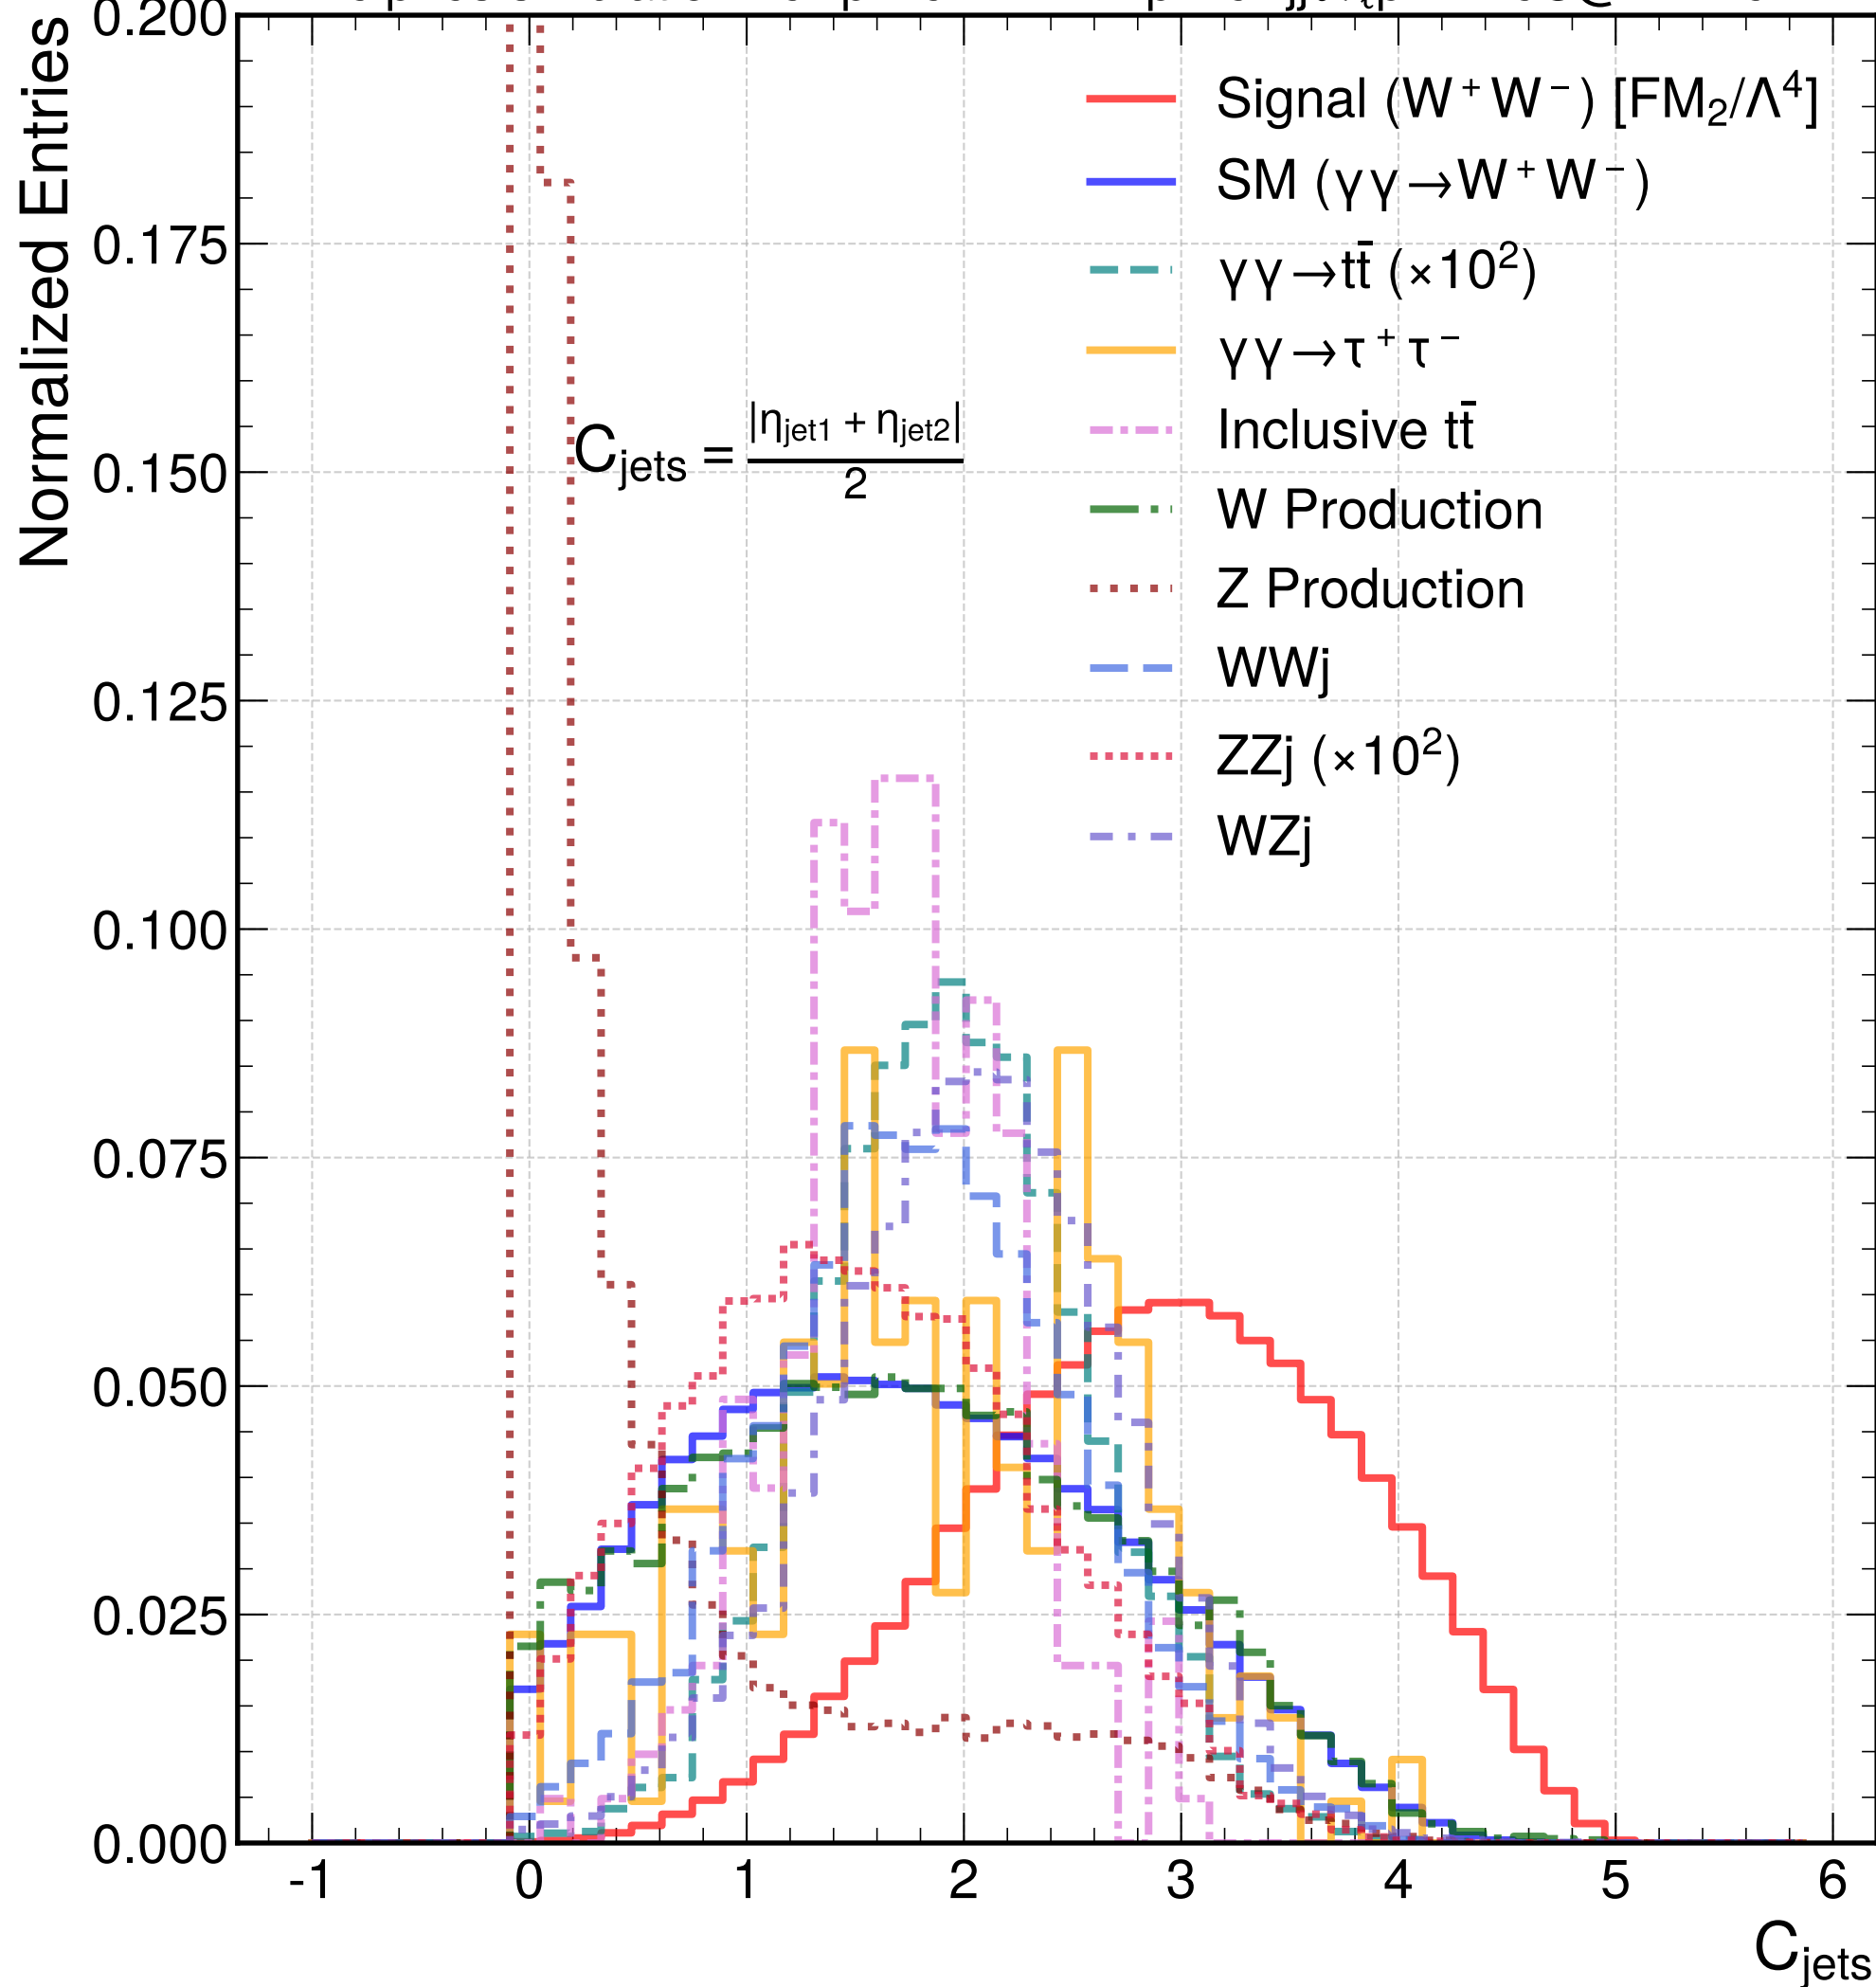 Normalized Entries
0.200
0.175
0.150
0.125
0.100
0.075
0.050
0.025
0.000
Signal (W⁺W⁻) [FM₂/Λ⁴]
SM (γγ→W⁺W⁻)
γγ→tt̄ (×10²)
γγ→τ⁺τ⁻
Inclusive tt̄
W Production
Z Production
WWj
ZZj (×10²)
WZj
C_jets = |η_jet1 + η_jet2| / 2
-1 0 1 2 3 4 5 6
C_jets